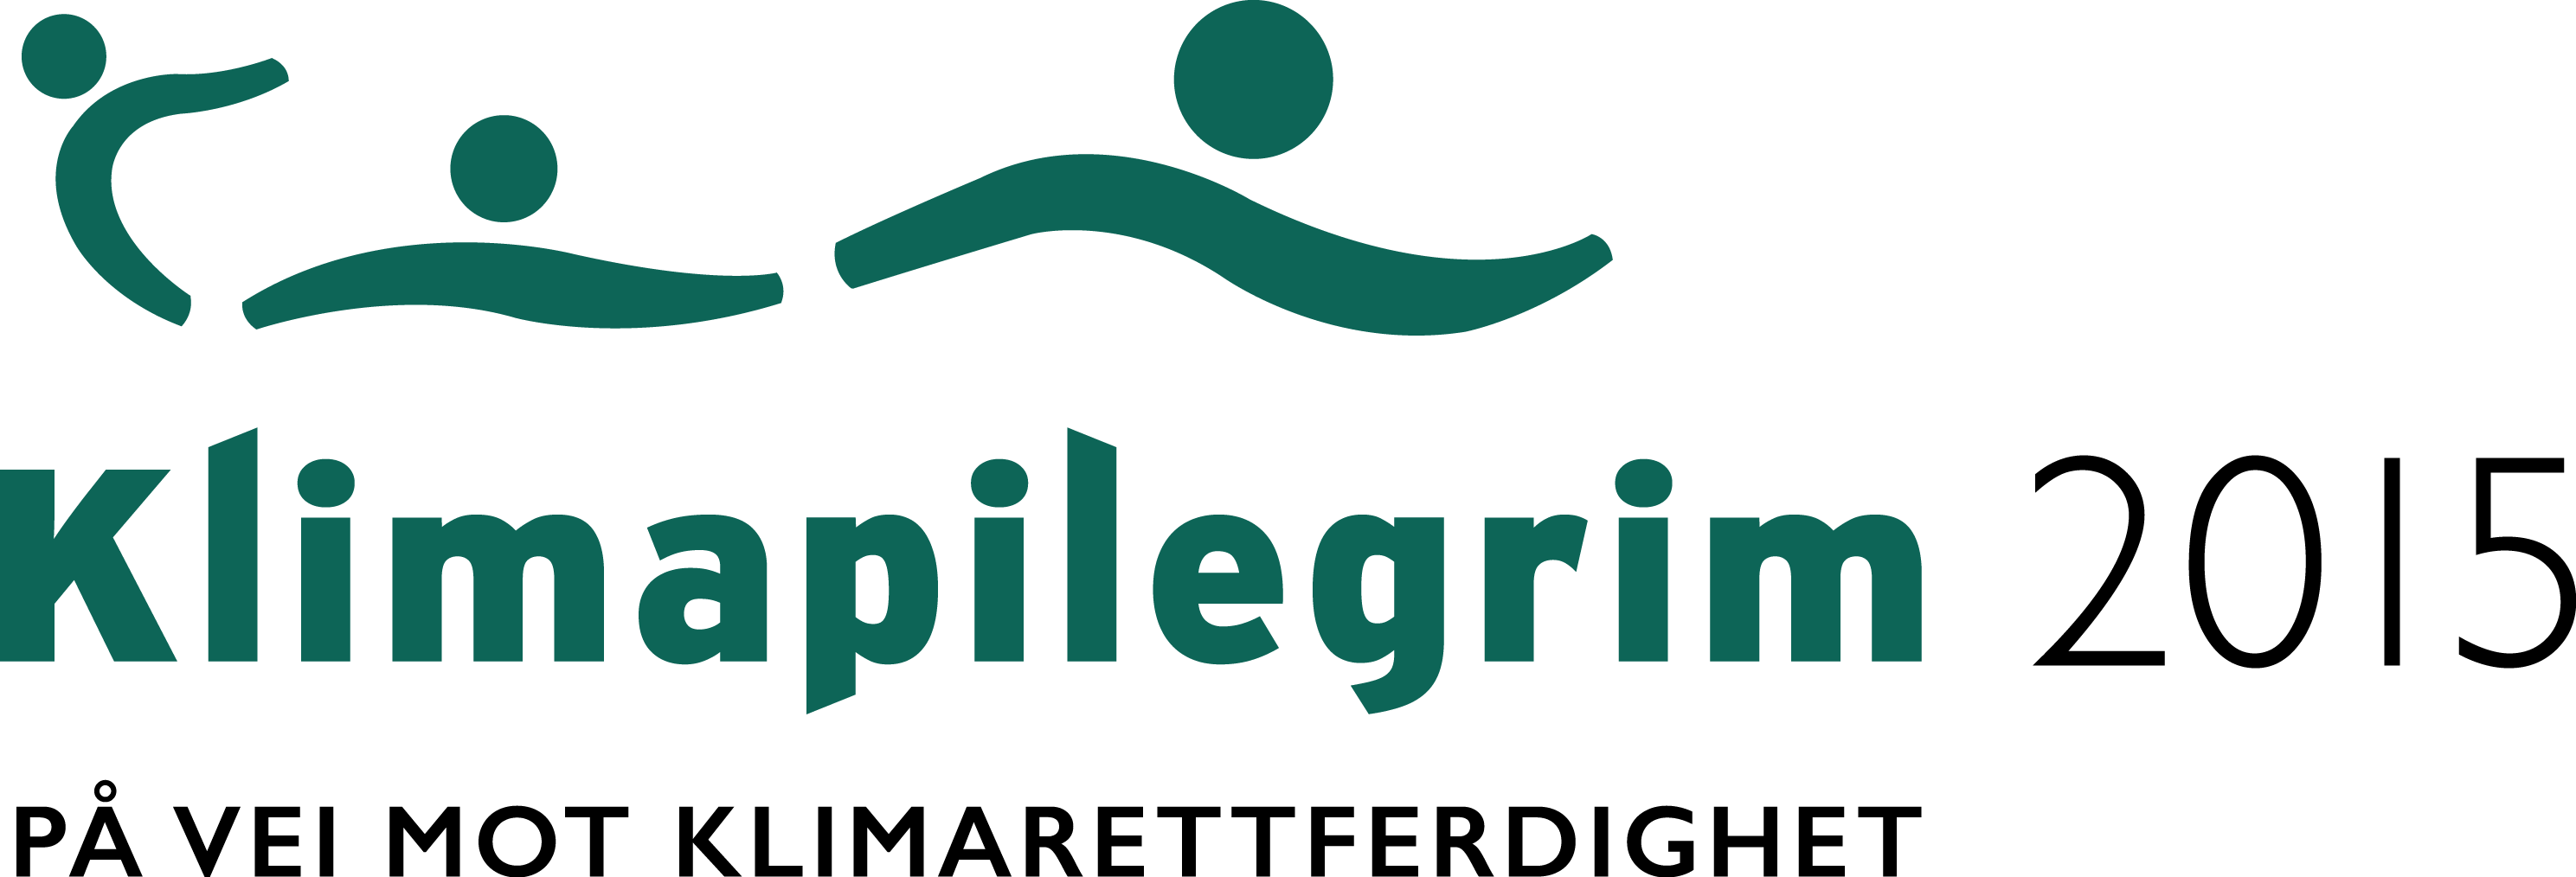 Klimapilegrim 2015
PÅ VEI MOT KLIMARETTFERDIGHET